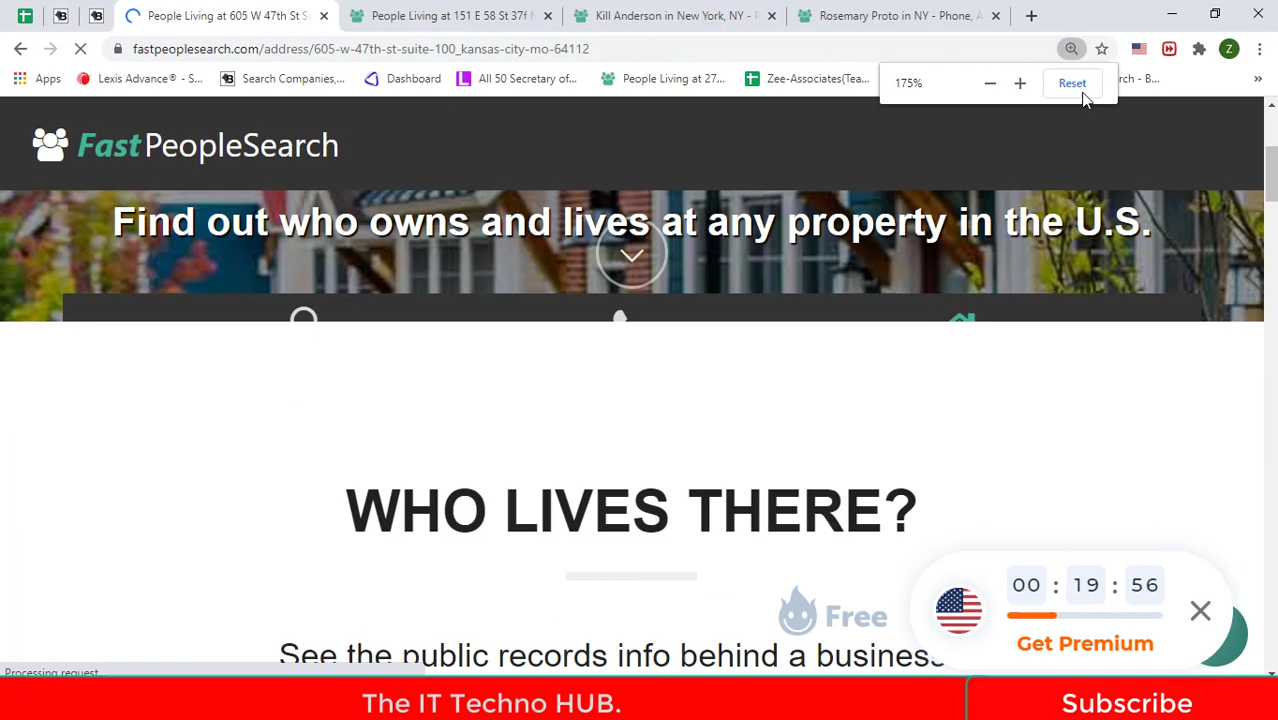 People Living at 605 W 47th St S
People Living at 151 E 58 St 37f M
Kill Anderson in New York, NY - P
Rosemary Proto in NY - Phone, A
fastpeoplesearch.com/address/605-w-47th-st-suite-100_kansas-city-mo-64112
Z
Apps
Lexis Advance® - S...
Search Companies,...
Dashboard
All 50 Secretary of...
People Living at 27...
Zee-Associates(Tea...
rch - B...
»
175%
Reset
Fast PeopleSearch
Find out who owns and lives at any property in the U.S.
WHO LIVES THERE?
00 : 19 : 56
Free
Get Premium
See the public records info behind a business
Processing request...
The IT Techno HUB.
Subscribe